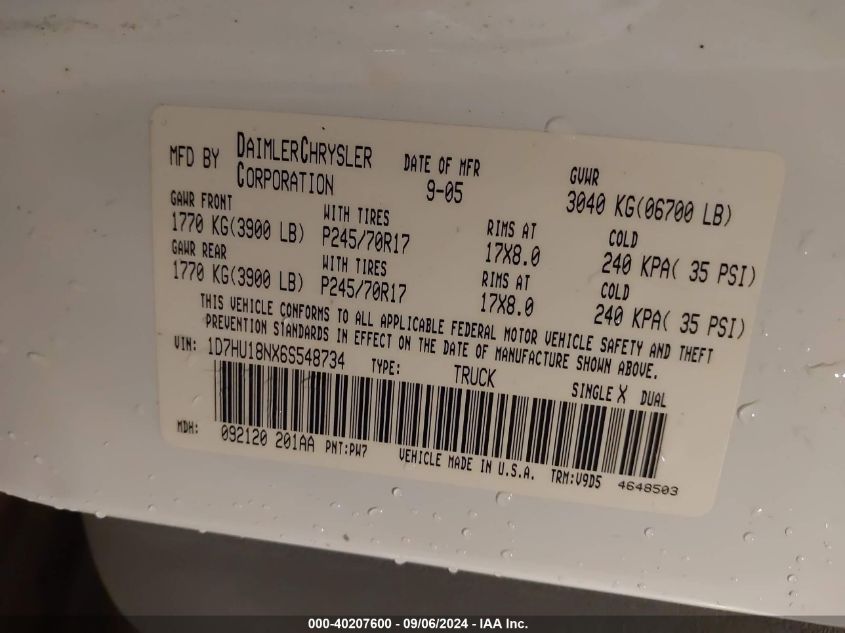 MFD BY DAIMLERCHRYSLER CORPORATION DATE OF MFR 9-05 GVWR 3040 KG(06700 LB)
GAWR FRONT WITH TIRES RIMS AT COLD
1770 KG(3900 LB) P245/70R17 17X8.0 240 KPA( 35 PSI)
GAWR REAR WITH TIRES RIMS AT COLD
1770 KG(3900 LB) P245/70R17 17X8.0 240 KPA( 35 PSI)
THIS VEHICLE CONFORMS TO ALL APPLICABLE FEDERAL MOTOR VEHICLE SAFETY AND THEFT
PREVENTION STANDARDS IN EFFECT ON THE DATE OF MANUFACTURE SHOWN ABOVE.
VIN: 1D7HU18NX6S548734 TYPE: TRUCK SINGLE X DUAL
MDH: 092120 201AA PNT:PW7 VEHICLE MADE IN U.S.A. TRM:V9D5 4648503
000-40207600 - 09/06/2024 - IAA Inc.